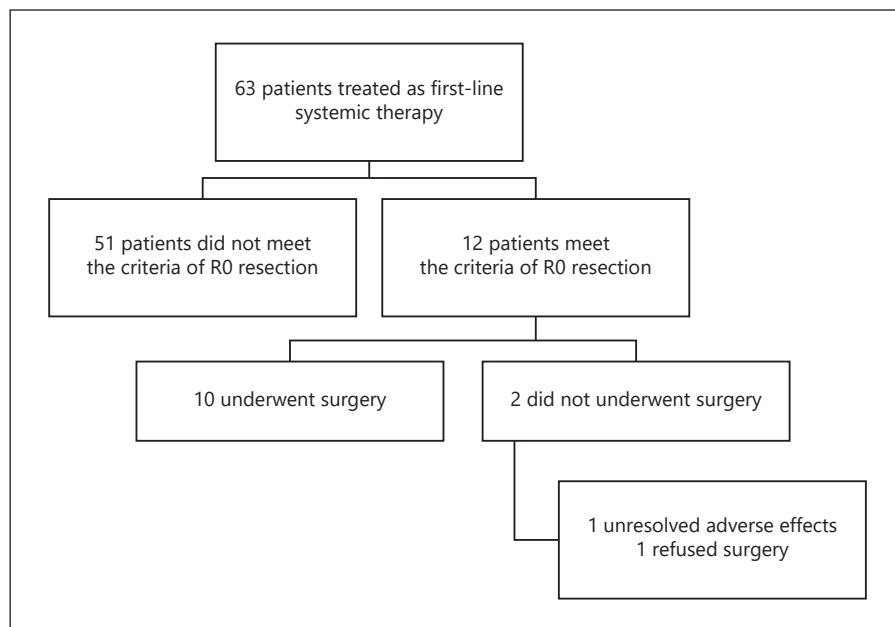 63 patients treated as first-line
systemic therapy
51 patients did not meet
the criteria of R0 resection
12 patients meet
the criteria of R0 resection
10 underwent surgery
2 did not underwent surgery
1 unresolved adverse effects
1 refused surgery